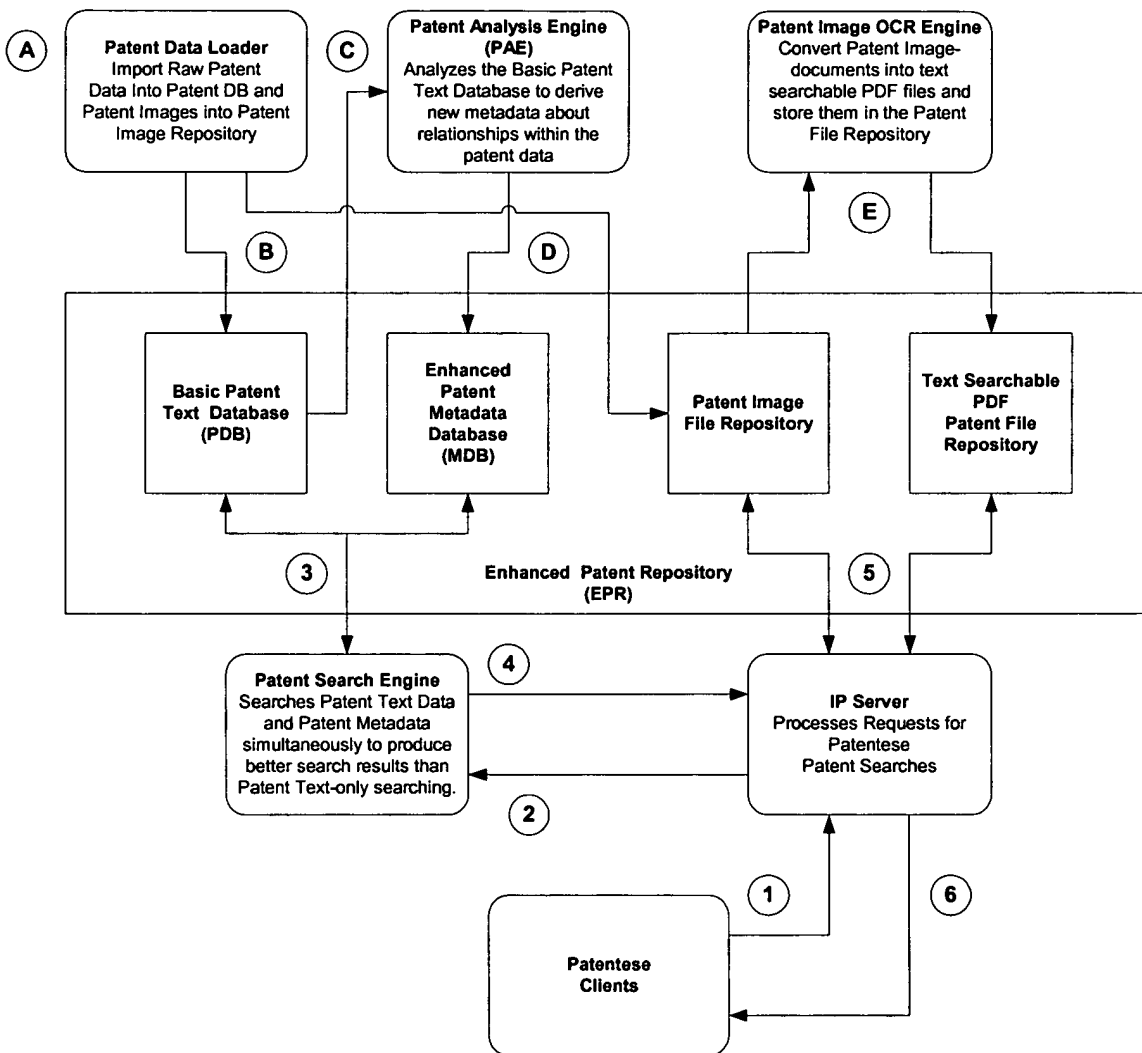 A
Patent Data Loader
Import Raw Patent
Data Into Patent DB and
Patent Images into Patent
Image Repository
C
Patent Analysis Engine
(PAE)
Analyzes the Basic Patent
Text Database to derive
new metadata about
relationships within the
patent data
Patent Image OCR Engine
Convert Patent Image-
documents into text
searchable PDF files and
store them in the Patent
File Repository
B
D
E
Basic Patent
Text Database
(PDB)
Enhanced
Patent
Metadata
Database
(MDB)
Patent Image
File Repository
Text Searchable
PDF
Patent File
Repository
3
Enhanced Patent Repository
(EPR)
5
Patent Search Engine
Searches Patent Text Data
and Patent Metadata
simultaneously to produce
better search results than
Patent Text-only searching.
4
2
IP Server
Processes Requests for
Patentese
Patent Searches
1
6
Patentese
Clients